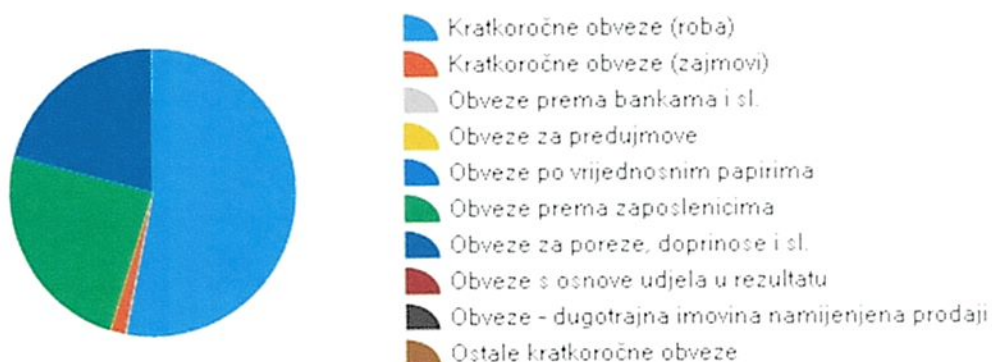 Kratkoročne obveze (roba)
Kratkoročne obveze (zajmovi)
Obveze prema bankama i sl.
Obveze za predujmove
Obveze po vrijednosnim papirima
Obveze prema zaposlenicima
Obveze za poreze, doprinose i sl.
Obveze s osnove udjela u rezultatu
Obveze - dugotrajna imovina namijenjena prodaji
Ostale kratkoročne obveze